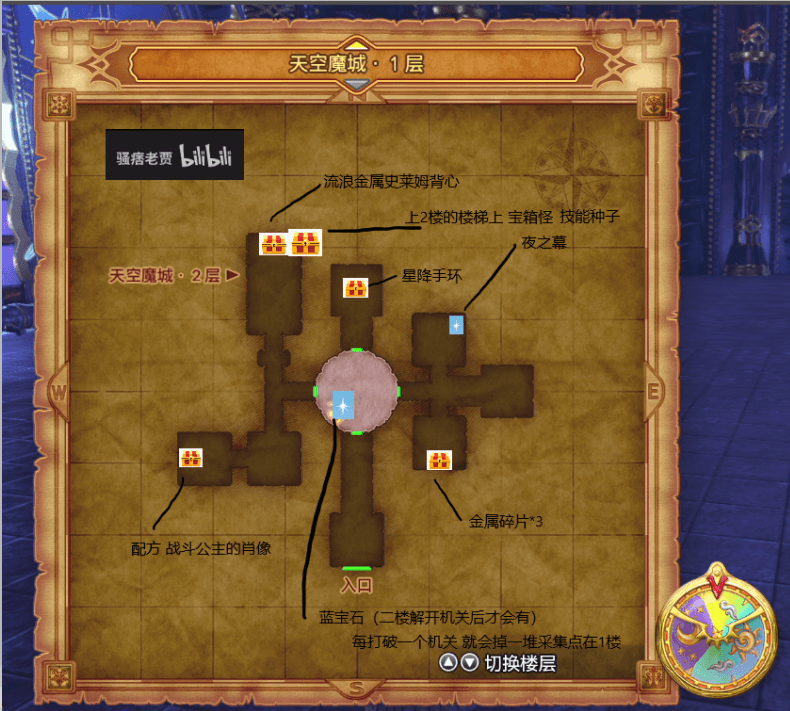 天空魔城・1层
N
骚痞老贾 bilibili
流浪金属史莱姆背心
上2楼的楼梯上 宝箱怪 技能种子
夜之幕
天空魔城・2层
星降手环
W
E
金属碎片*3
配方 战斗公主的肖像
入口
蓝宝石（二楼解开机关后才会有）
每打破一个机关 就会掉一堆采集点在1楼
切换楼层
S